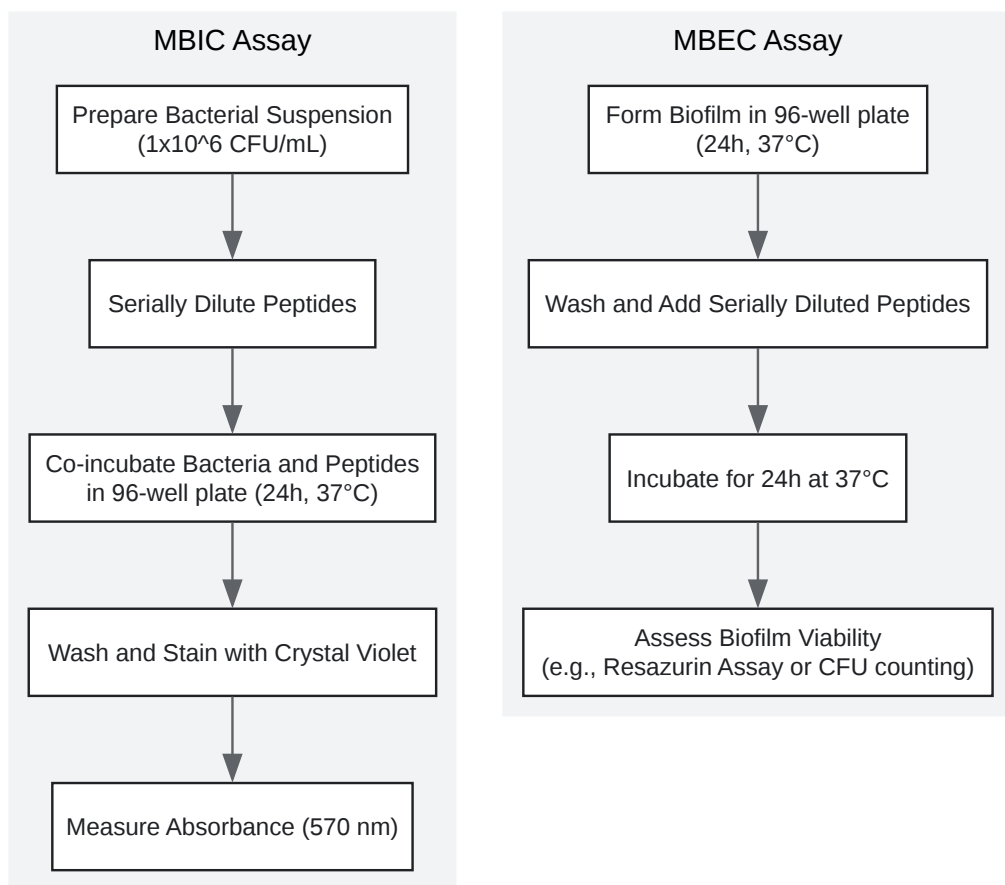 MBIC Assay
Prepare Bacterial Suspension
(1x10^6 CFU/mL)
Serially Dilute Peptides
Co-incubate Bacteria and Peptides
in 96-well plate (24h, 37°C)
Wash and Stain with Crystal Violet
Measure Absorbance (570 nm)
MBEC Assay
Form Biofilm in 96-well plate
(24h, 37°C)
Wash and Add Serially Diluted Peptides
Incubate for 24h at 37°C
Assess Biofilm Viability
(e.g., Resazurin Assay or CFU counting)